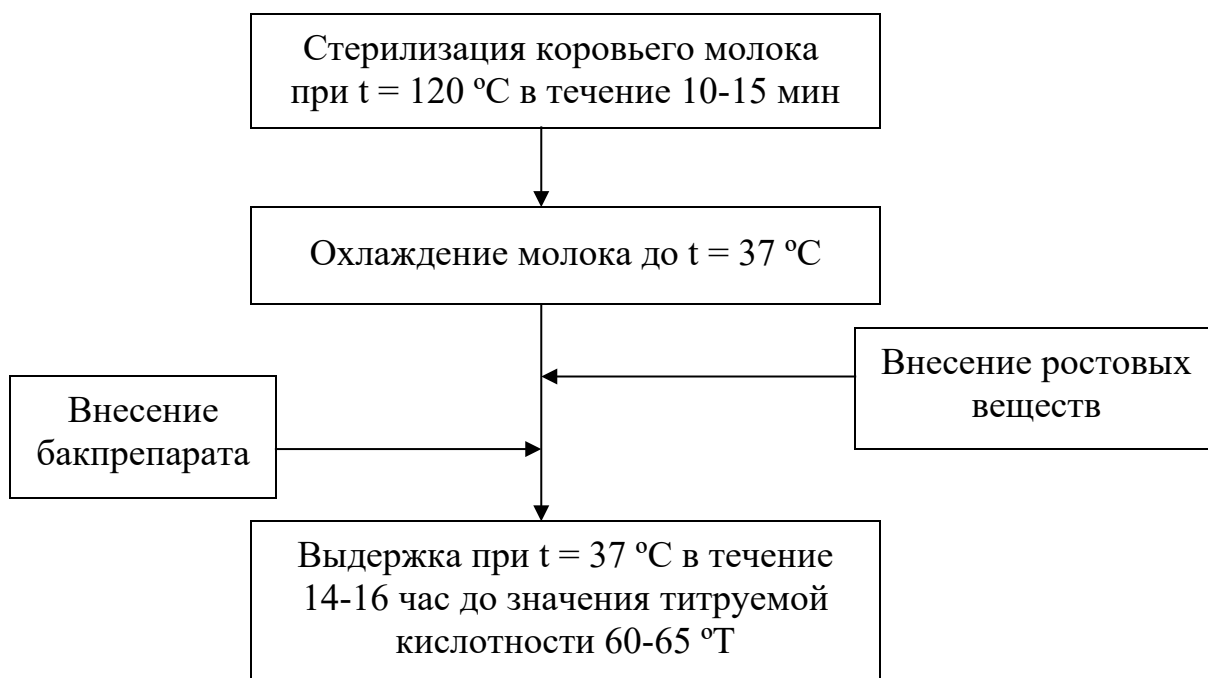 Стерилизация коровьего молока
при t = 120 ºС в течение 10-15 мин
Охлаждение молока до t = 37 ºС
Внесение ростовых
веществ
Внесение
бакпрепарата
Выдержка при t = 37 ºС в течение
14-16 час до значения титруемой
кислотности 60-65 ºТ